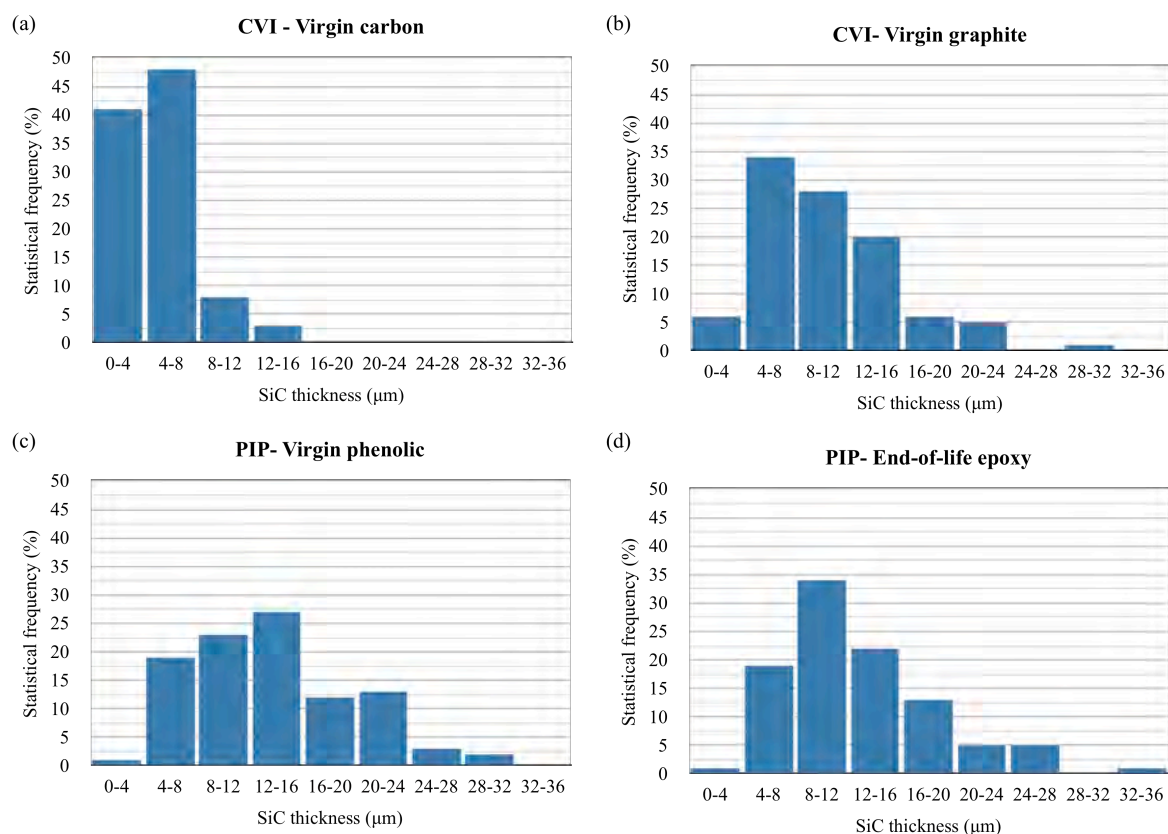 (a)
CVI - Virgin carbon
Statistical frequency (%)
50
45
40
35
30
25
20
15
10
5
0
0-4 4-8 8-12 12-16 16-20 20-24 24-28 28-32 32-36
SiC thickness (μm)
(b)
CVI- Virgin graphite
Statistical frequency (%)
50
45
40
35
30
25
20
15
10
5
0
0-4 4-8 8-12 12-16 16-20 20-24 24-28 28-32 32-36
SiC thickness (μm)
(c)
PIP- Virgin phenolic
Statistical frequency (%)
50
45
40
35
30
25
20
15
10
5
0
0-4 4-8 8-12 12-16 16-20 20-24 24-28 28-32 32-36
SiC thickness (μm)
(d)
PIP- End-of-life epoxy
Statistical frequency (%)
50
45
40
35
30
25
20
15
10
5
0
0-4 4-8 8-12 12-16 16-20 20-24 24-28 28-32 32-36
SiC thickness (μm)